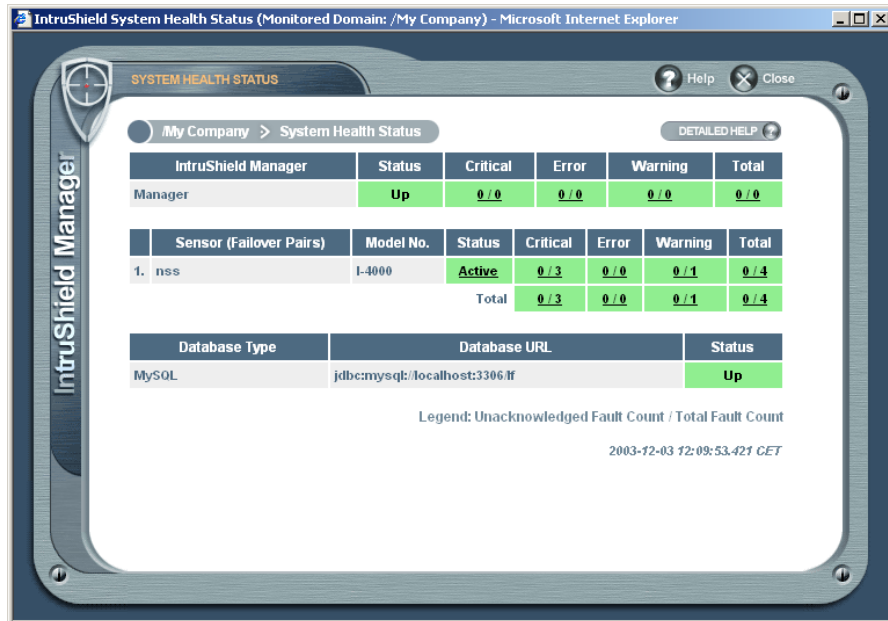 IntruShield System Health Status (Monitored Domain: /My Company) - Microsoft Internet Explorer
SYSTEM HEALTH STATUS
Help
Close
/My Company > System Health Status
DETAILED HELP ?
IntruShield Manager
IntruShield Manager Status Critical Error Warning Total
Manager Up 0 / 0 0 / 0 0 / 0 0 / 0
Sensor (Failover Pairs) Model No. Status Critical Error Warning Total
1. nss I-4000 Active 0 / 3 0 / 0 0 / 1 0 / 4
Total 0 / 3 0 / 0 0 / 1 0 / 4
Database Type Database URL Status
MySQL jdbc:mysql://localhost:3306/lf Up
Legend: Unacknowledged Fault Count / Total Fault Count
2003-12-03 12:09:53.421 CET